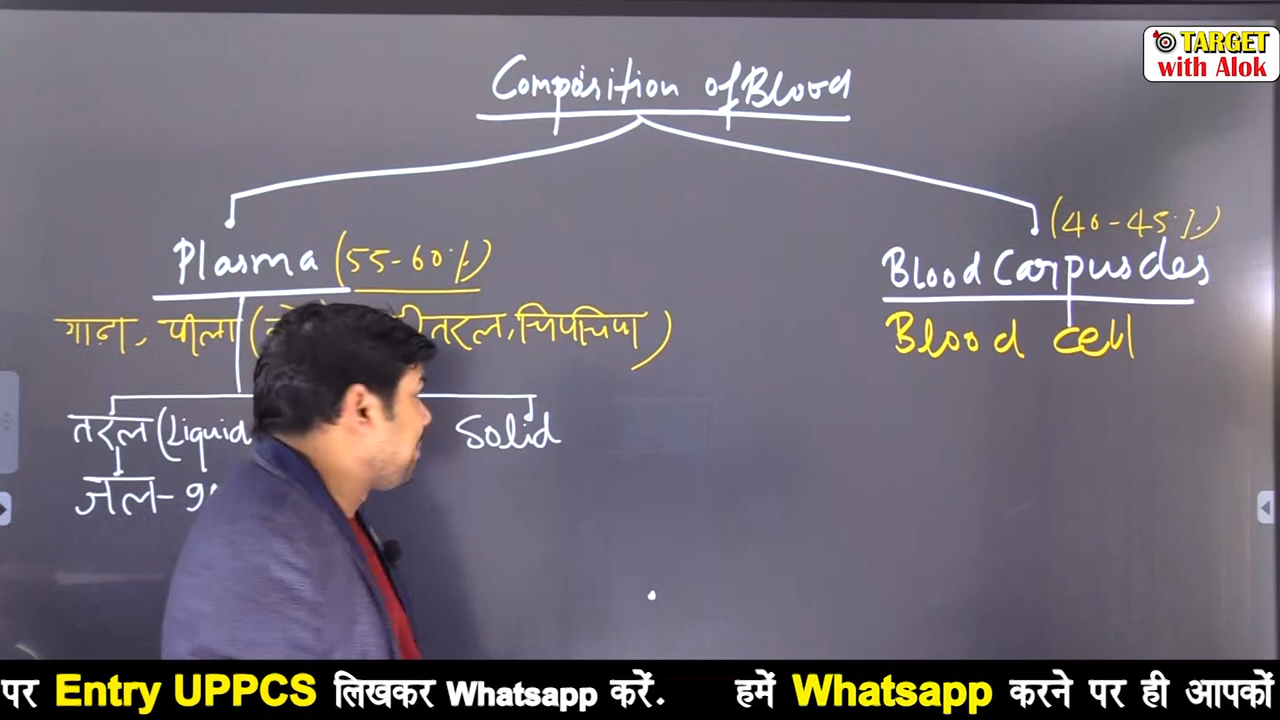 TARGET
with Alok
Composition of Blood
Plasma (55-60%)
(40-45%)
Blood Corpuscles
गाढ़ा, पीला ( तरल, चिपचिपा )
Blood cell
तरल (Liquid
Solid
जल-9
पर Entry UPPCS लिखकर Whatsapp करें. हमें Whatsapp करने पर ही आपकों